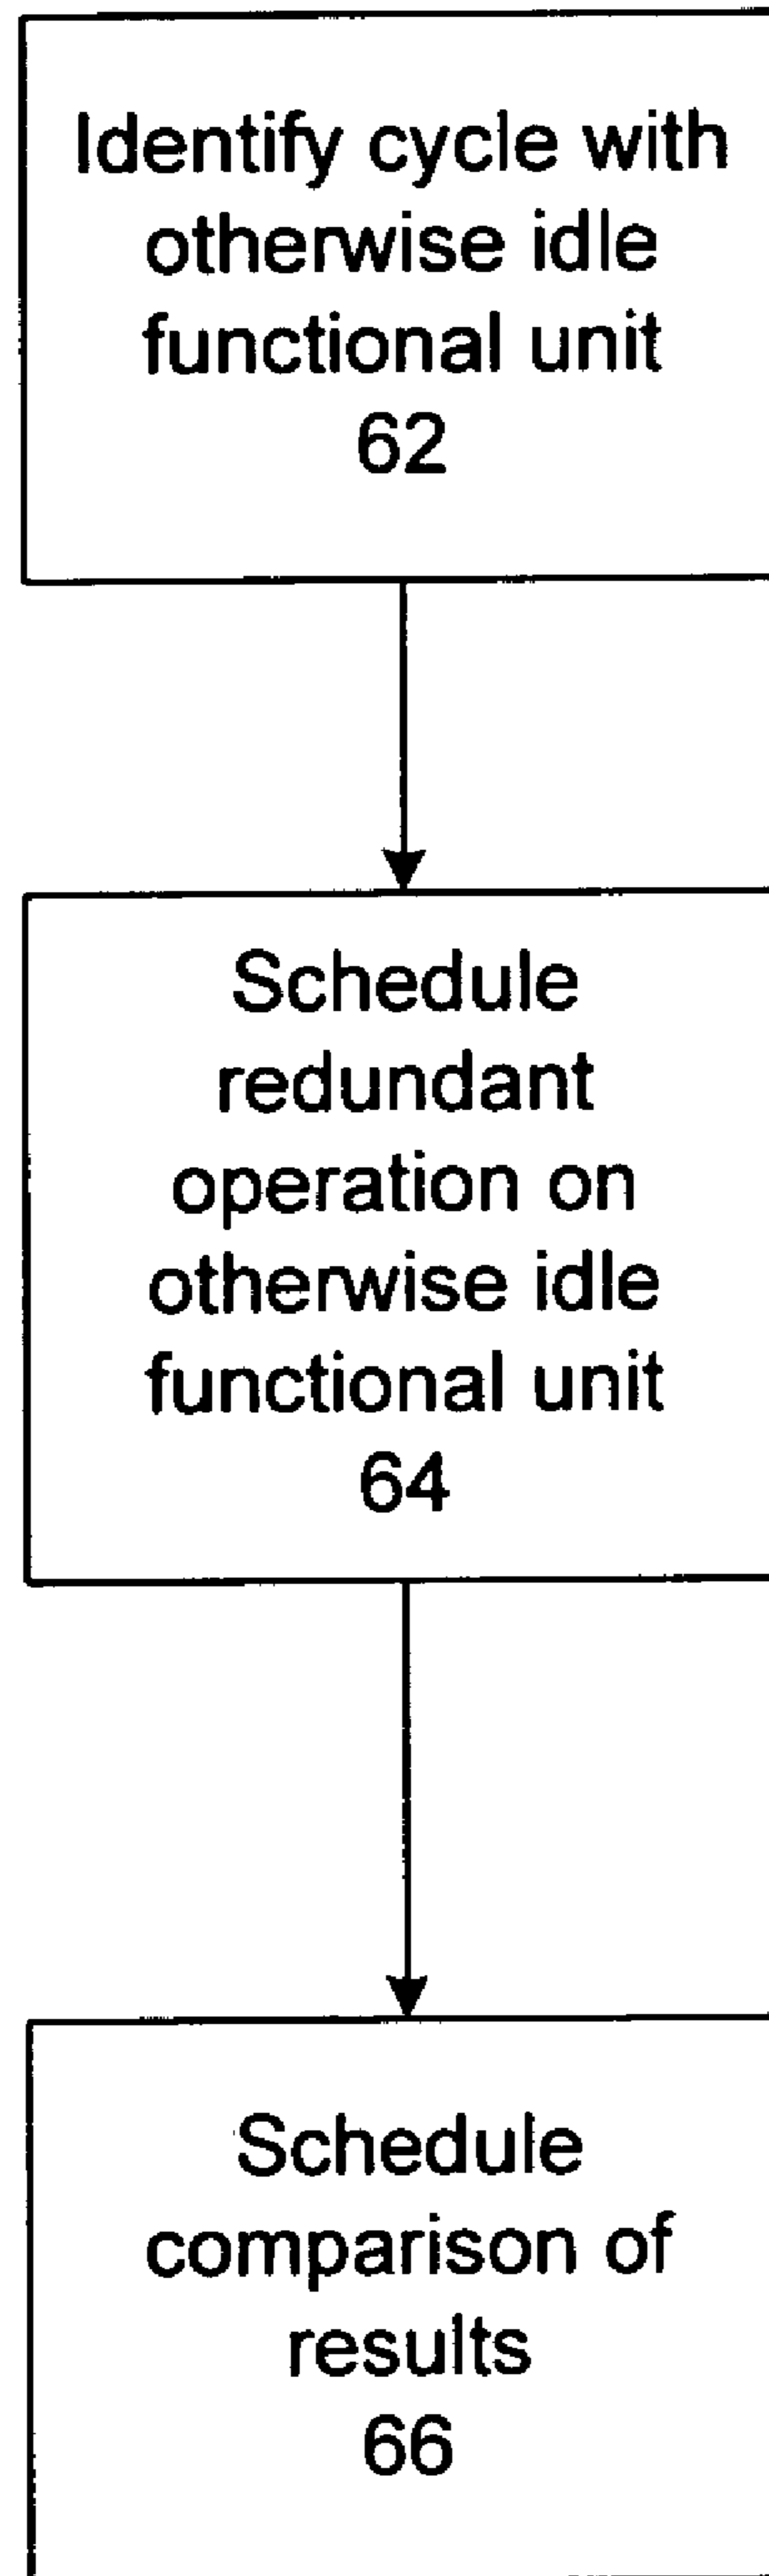 Identify cycle with
otherwise idle
functional unit
62
Schedule
redundant
operation on
otherwise idle
functional unit
64
Schedule
comparison of
results
66